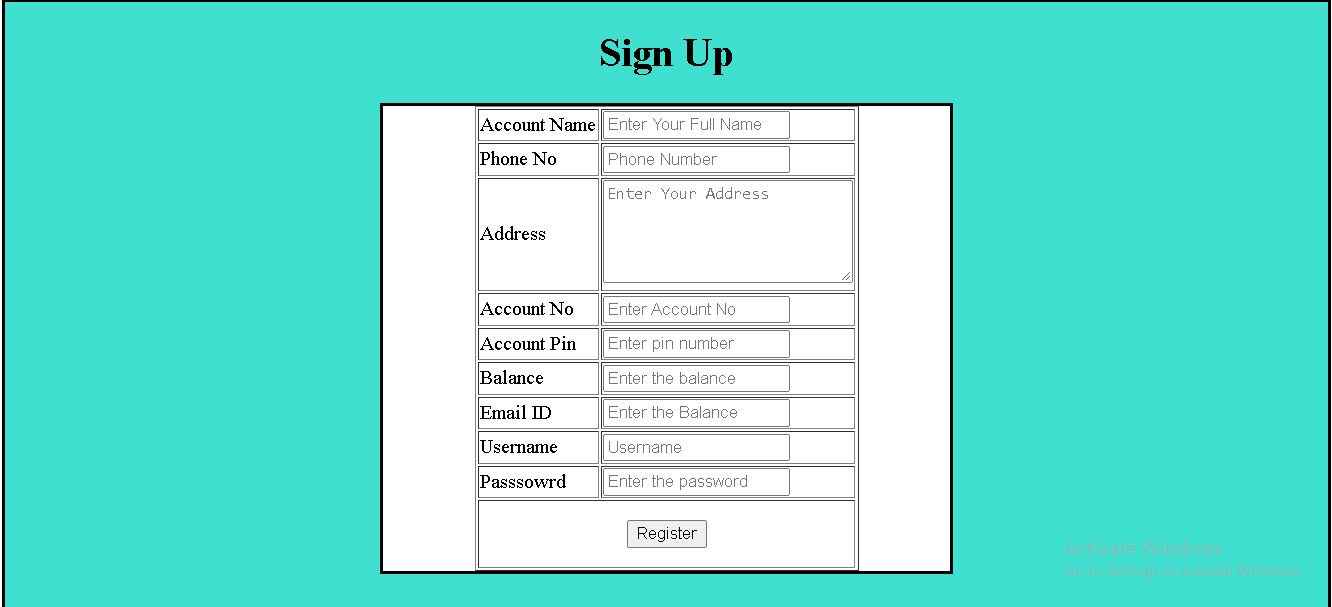 Sign Up
Account Name Enter Your Full Name
Phone No Phone Number
Address Enter Your Address
Account No Enter Account No
Account Pin Enter pin number
Balance Enter the balance
Email ID Enter the Balance
Username Username
Passsowrd Enter the password
Register
Activate Windows
Go to Settings to activate Windows.